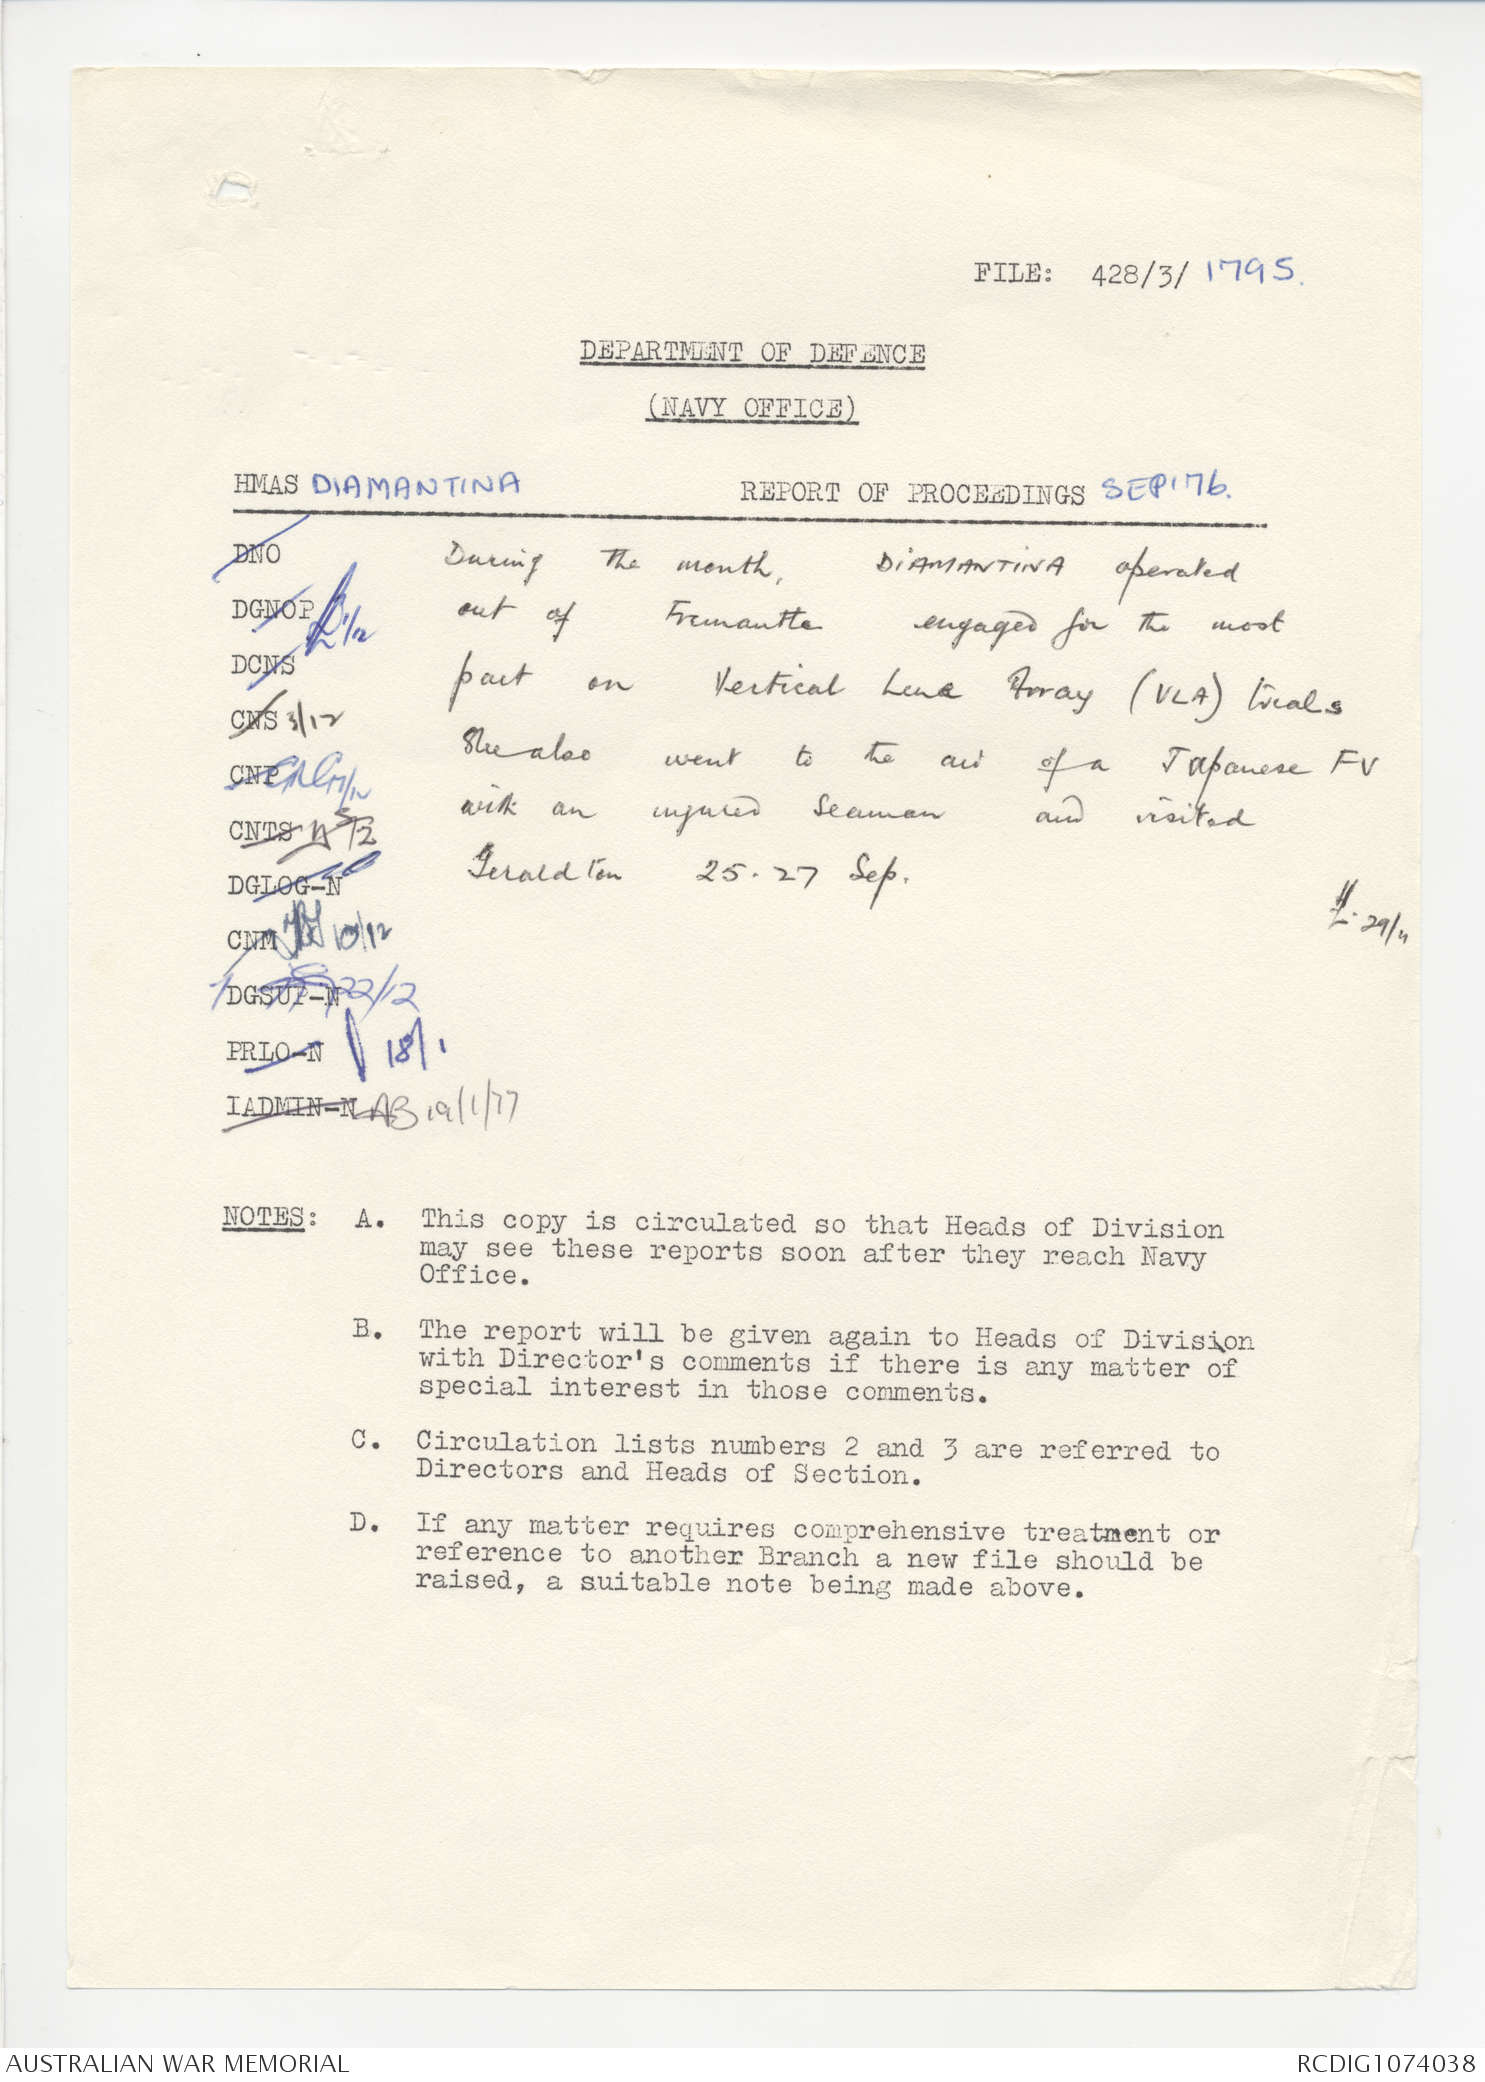 FILE: 428/3/ 1795.
DEPARTMENT OF DEFENCE
(NAVY OFFICE)
HMAS DIAMANTINA REPORT OF PROCEEDINGS SEP'76.
DNO
DGNOP 1/12
DCNS
CNS 3/12
CNP
CNTS
DGLOG-N
CNM 10/12
DGSUP-N 22/12
PRLO-N 18/1
IADMIN-N AB 19/1/77
During the month, DIAMANTINA operated
out of Fremantle engaged for the most
part on Vertical Line Array (VLA) trials
She also went to the aid of a Japanese FV
with an injured Seaman and visited
Geraldton 25-27 Sep.
29/11
NOTES: A. This copy is circulated so that Heads of Division
may see these reports soon after they reach Navy
Office.
B. The report will be given again to Heads of Division
with Director's comments if there is any matter of
special interest in those comments.
C. Circulation lists numbers 2 and 3 are referred to
Directors and Heads of Section.
D. If any matter requires comprehensive treatment or
reference to another Branch a new file should be
raised, a suitable note being made above.
AUSTRALIAN WAR MEMORIAL RCDIG1074038